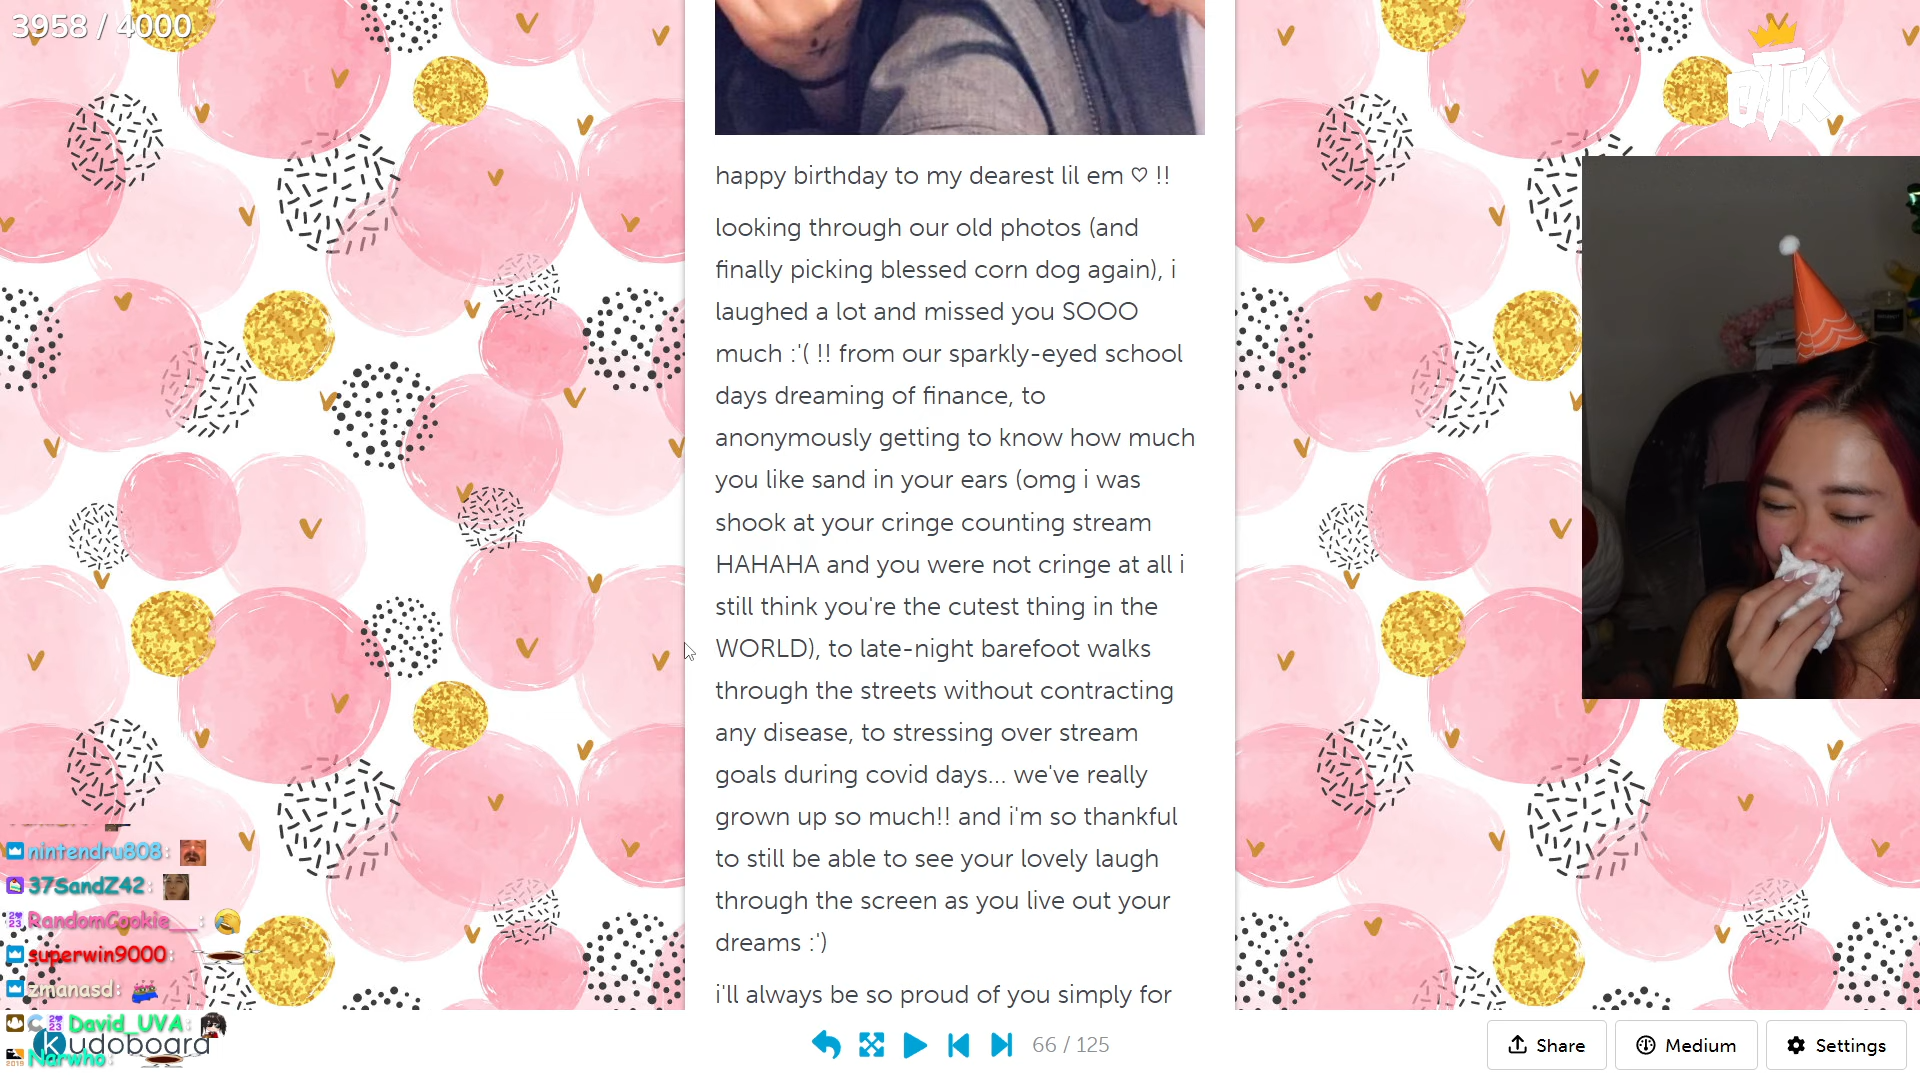 3958 / 4000
OTK
happy birthday to my dearest lil em ♡ !!
looking through our old photos (and
finally picking blessed corn dog again), i
laughed a lot and missed you SOOO
much :'( !! from our sparkly-eyed school
days dreaming of finance, to
anonymously getting to know how much
you like sand in your ears (omg i was
shook at your cringe counting stream
HAHAHA and you were not cringe at all i
still think you're the cutest thing in the
WORLD), to late-night barefoot walks
through the streets without contracting
any disease, to stressing over stream
goals during covid days... we've really
grown up so much!! and i'm so thankful
to still be able to see your lovely laugh
through the screen as you live out your
dreams :')
i'll always be so proud of you simply for
nintendru808:
37SandZ42:
RandomCookie__:
superwin9000:
zmanasd:
David_UVA:
Narwho:
kudoboard
66 / 125
Share
Medium
Settings